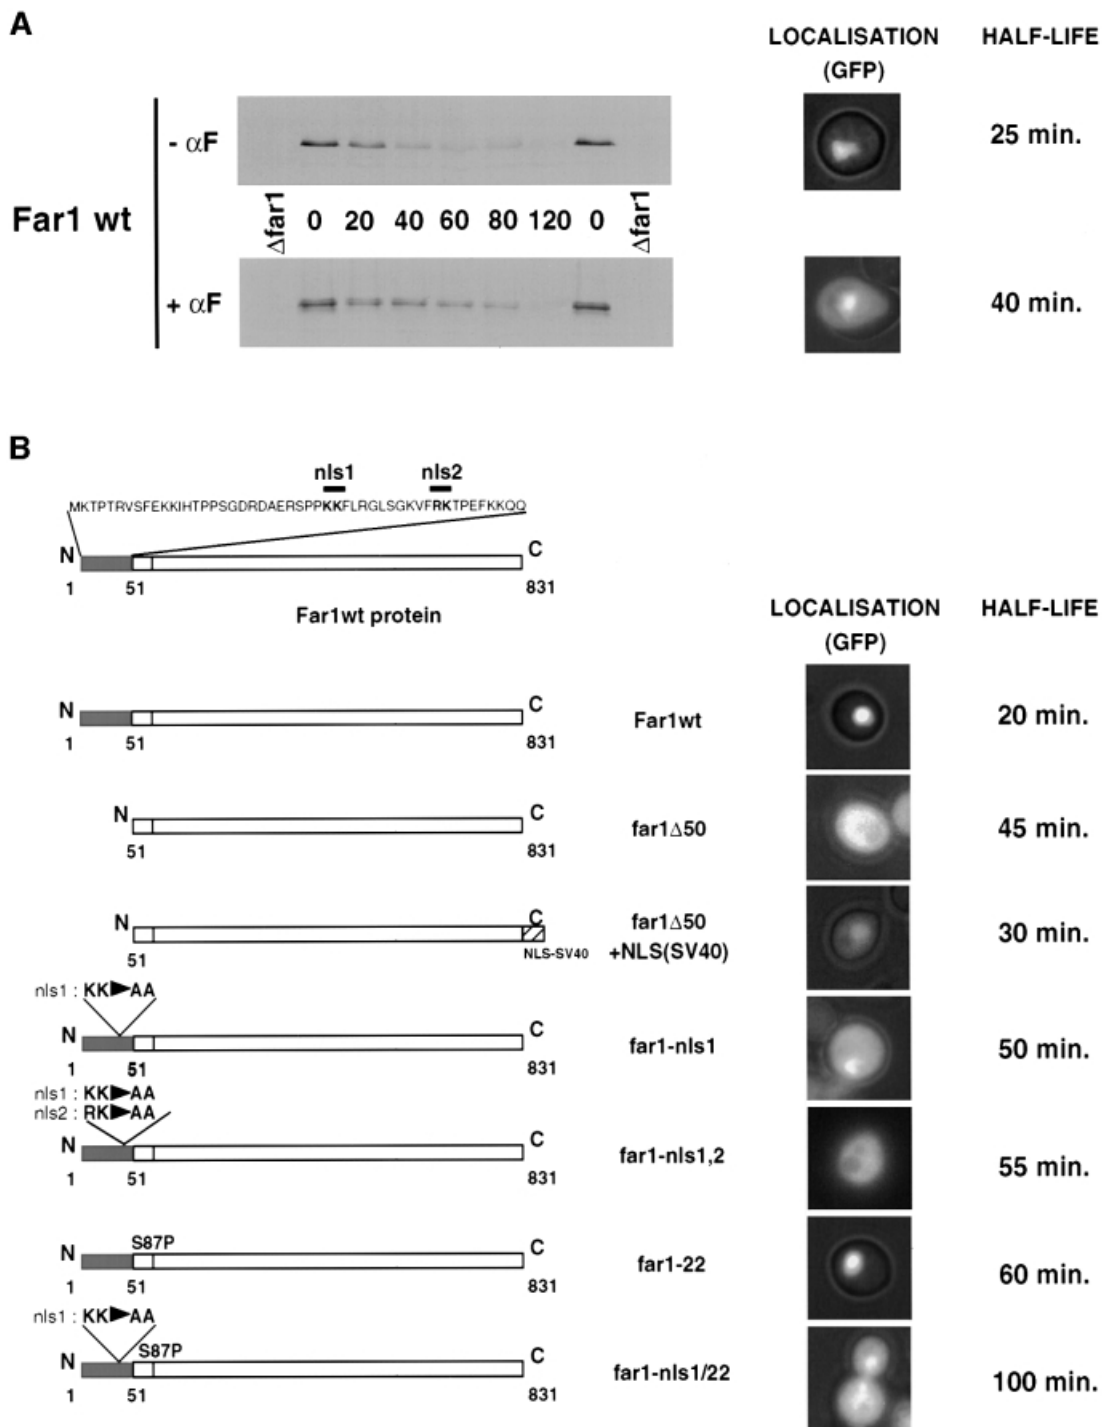 A
LOCALISATION HALF-LIFE
(GFP)
- αF
25 min.
Far1 wt
Δfar1 0 20 40 60 80 120 0 Δfar1
+ αF
40 min.
B
nls1 nls2
MKTPTRVSFEKKIHTPPSGDRDAERSPPKKFLRGLSGKVFRKTPEFKKQQ
N C
1 51 831
Far1wt protein
LOCALISATION HALF-LIFE
(GFP)
N C
1 51 831
Far1wt
20 min.
N C
51 831
far1Δ50
45 min.
N C
51 NLS-SV40
far1Δ50
+NLS(SV40)
30 min.
nls1 : KK►AA
N C
1 51 831
far1-nls1
50 min.
nls1 : KK►AA
nls2 : RK►AA
N C
1 51 831
far1-nls1,2
55 min.
S87P
N C
1 51 831
far1-22
60 min.
nls1 : KK►AA
S87P
N C
1 51 831
far1-nls1/22
100 min.